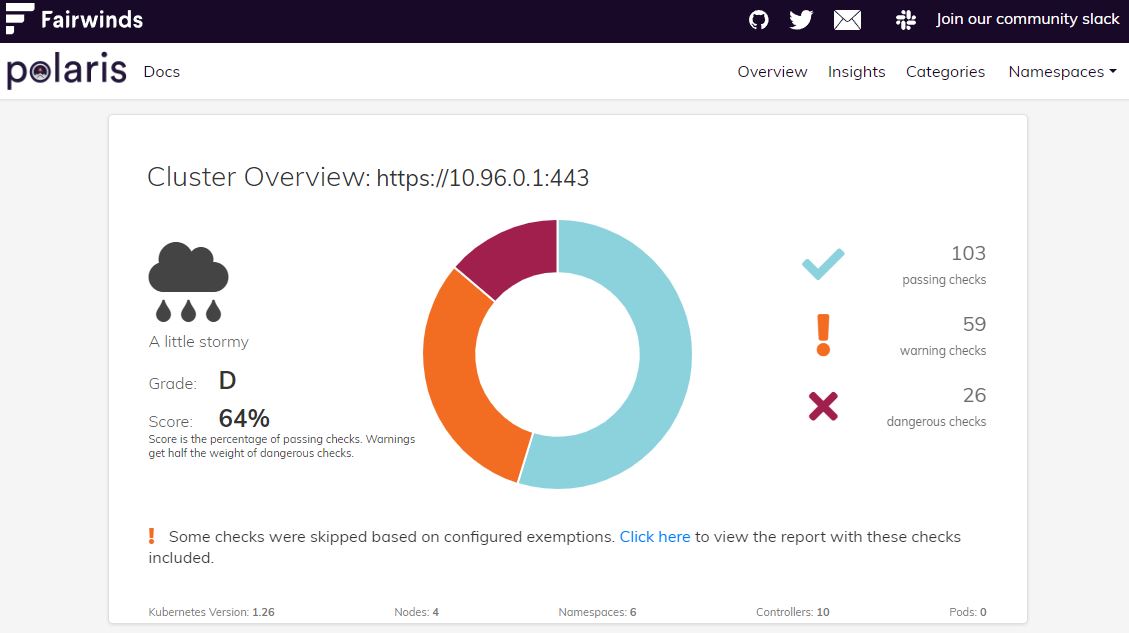 Fairwinds
Join our community slack
polaris
Docs
Overview
Insights
Categories
Namespaces
Cluster Overview: https://10.96.0.1:443
A little stormy
Grade: D
Score: 64%
Score is the percentage of passing checks. Warnings
get half the weight of dangerous checks.
103
passing checks
59
warning checks
26
dangerous checks
Some checks were skipped based on configured exemptions. Click here to view the report with these checks
included.
Kubernetes Version: 1.26
Nodes: 4
Namespaces: 6
Controllers: 10
Pods: 0